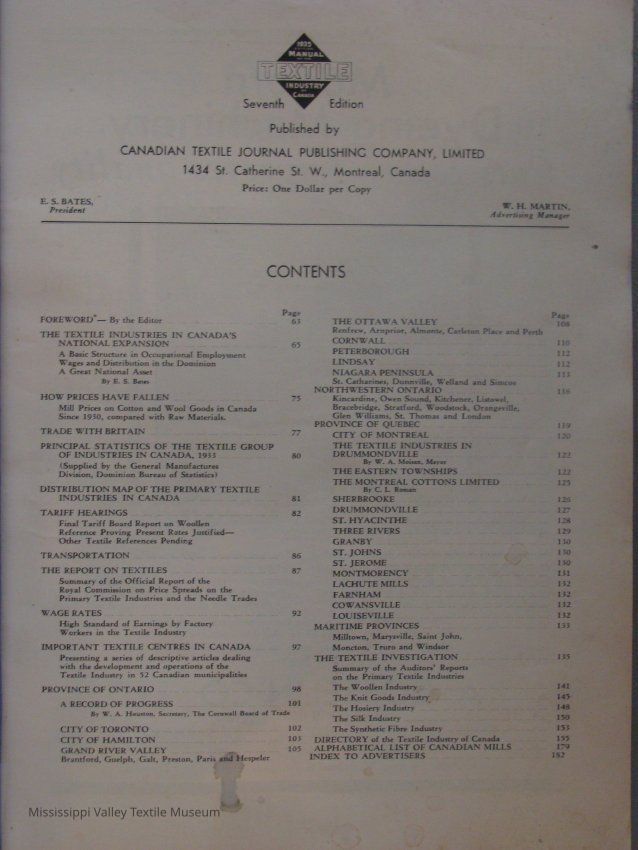 1935
MANUAL
OF THE
TEXTILE
INDUSTRY
OF
CANADA
Seventh Edition
Published by
CANADIAN TEXTILE JOURNAL PUBLISHING COMPANY, LIMITED
1434 St. Catherine St. W., Montreal, Canada
Price: One Dollar per Copy
E. S. BATES,
President
W. H. MARTIN,
Advertising Manager
CONTENTS
Page
FOREWORD — By the Editor 63
THE TEXTILE INDUSTRIES IN CANADA'S
NATIONAL EXPANSION 65
A Basic Structure in Occupational Employment
Wages and Distribution in the Dominion
A Great National Asset
By E. S. Bates
HOW PRICES HAVE FALLEN 75
Mill Prices on Cotton and Wool Goods in Canada
Since 1930, compared with Raw Materials.
TRADE WITH BRITAIN 77
PRINCIPAL STATISTICS OF THE TEXTILE GROUP
OF INDUSTRIES IN CANADA, 1933 80
(Supplied by the General Manufactures
Division, Dominion Bureau of Statistics)
DISTRIBUTION MAP OF THE PRIMARY TEXTILE
INDUSTRIES IN CANADA 81
TARIFF HEARINGS 82
Final Tariff Board Report on Woollen
Reference Proving Present Rates Justified—
Other Textile References Pending
TRANSPORTATION 86
THE REPORT ON TEXTILES 87
Summary of the Official Report of the
Royal Commission on Price Spreads on the
Primary Textile Industries and the Needle Trades
WAGE RATES 92
High Standard of Earnings by Factory
Workers in the Textile Industry
IMPORTANT TEXTILE CENTRES IN CANADA 97
Presenting a series of descriptive articles dealing
with the development and operations of the
Textile Industry in 52 Canadian municipalities
PROVINCE OF ONTARIO 98
A RECORD OF PROGRESS 101
By W. A. Heuston, Secretary, The Cornwall Board of Trade
CITY OF TORONTO 102
CITY OF HAMILTON 103
GRAND RIVER VALLEY 105
Brantford, Guelph, Galt, Preston, Paris and Hespeler
Page
THE OTTAWA VALLEY 108
Renfrew, Arnprior, Almonte, Carleton Place and Perth
CORNWALL 110
PETERBOROUGH 112
LINDSAY 112
NIAGARA PENINSULA 113
St. Catharines, Dunnville, Welland and Simcoe
NORTHWESTERN ONTARIO 116
Kincardine, Owen Sound, Kitchener, Listowel,
Bracebridge, Stratford, Woodstock, Orangeville,
Glen Williams, St. Thomas and London
PROVINCE OF QUEBEC 119
CITY OF MONTREAL 120
THE TEXTILE INDUSTRIES IN
DRUMMONDVILLE 122
By W. A. Moisan, Mayor
THE EASTERN TOWNSHIPS 122
THE MONTREAL COTTONS LIMITED 125
By C. L. Roman
SHERBROOKE 126
DRUMMONDVILLE 127
ST. HYACINTHE 128
THREE RIVERS 129
GRANBY 130
ST. JOHNS 130
ST. JEROME 130
MONTMORENCY 131
LACHUTE MILLS 132
FARNHAM 132
COWANSVILLE 132
LOUISEVILLE 132
MARITIME PROVINCES 133
Milltown, Marysville, Saint John,
Moncton, Truro and Windsor
THE TEXTILE INVESTIGATION 135
Summary of the Auditors' Reports
on the Primary Textile Industries
The Woollen Industry 141
The Knit Goods Industry 145
The Hosiery Industry 148
The Silk Industry 150
The Synthetic Fibre Industry 153
DIRECTORY of the Textile Industry of Canada 155
ALPHABETICAL LIST OF CANADIAN MILLS 179
INDEX TO ADVERTISERS 182
Mississippi Valley Textile Museum